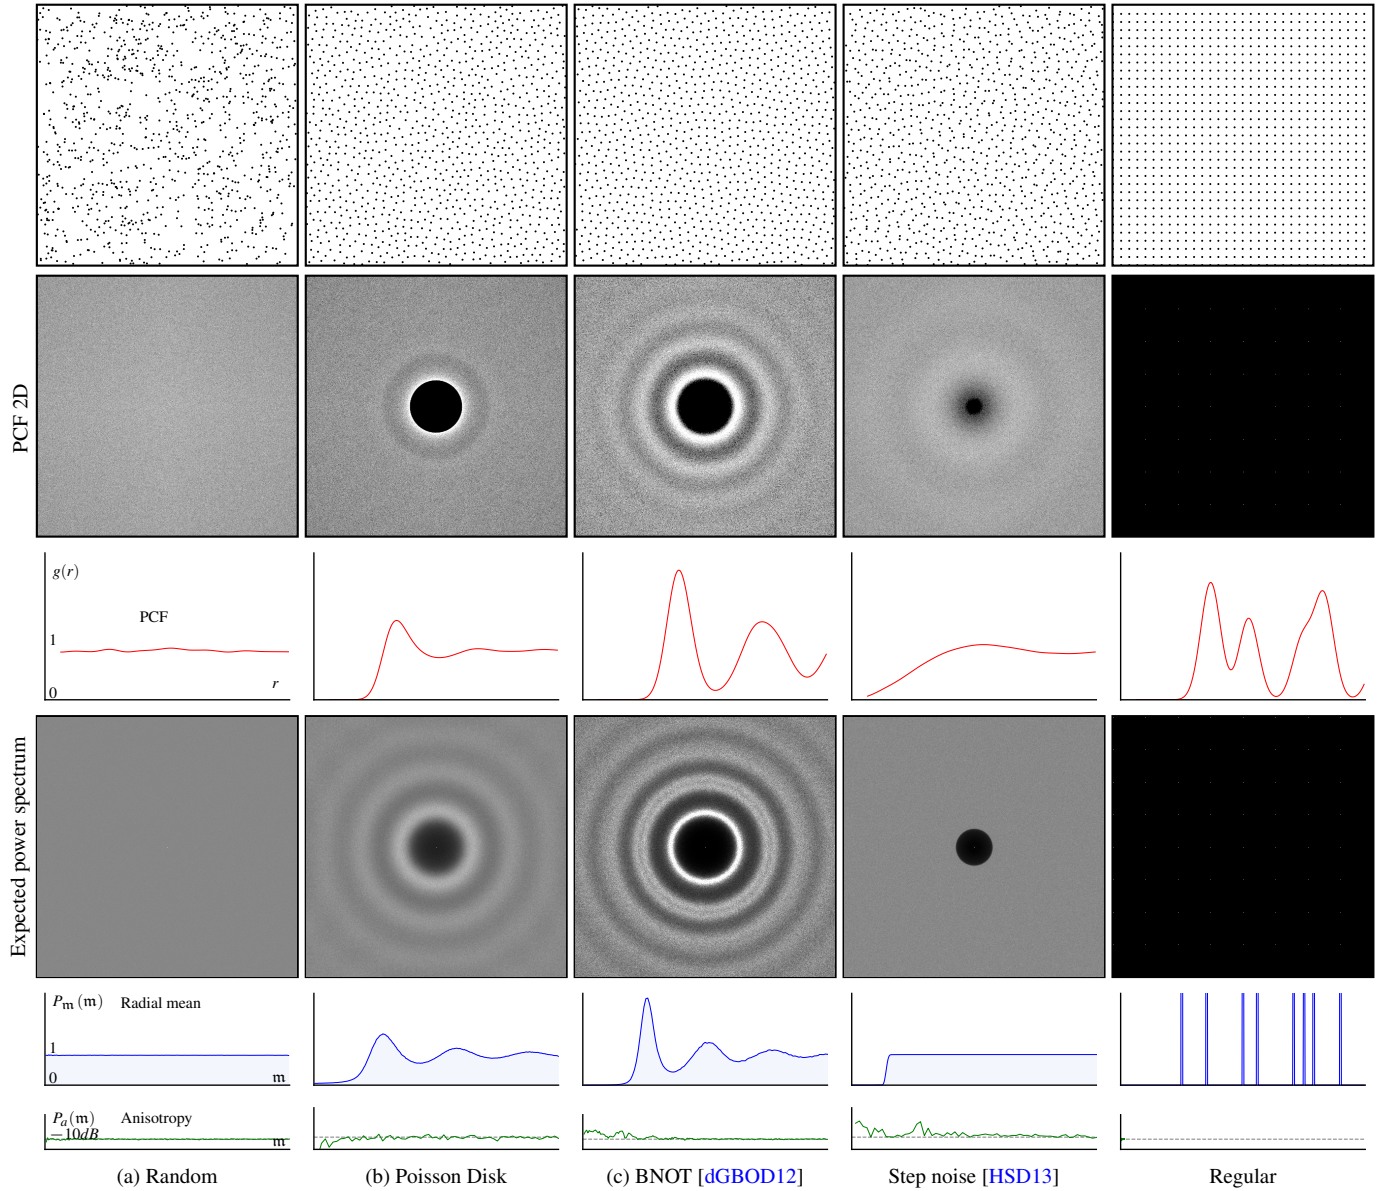 PCF 2D
g(r)
PCF
1
r
0
Expected power spectrum
P𝔪(𝔪) Radial mean
1
0 𝔪
Pₐ(𝔪) Anisotropy
−10dB 𝔪
(a) Random (b) Poisson Disk (c) BNOT [dGBOD12] Step noise [HSD13] Regular